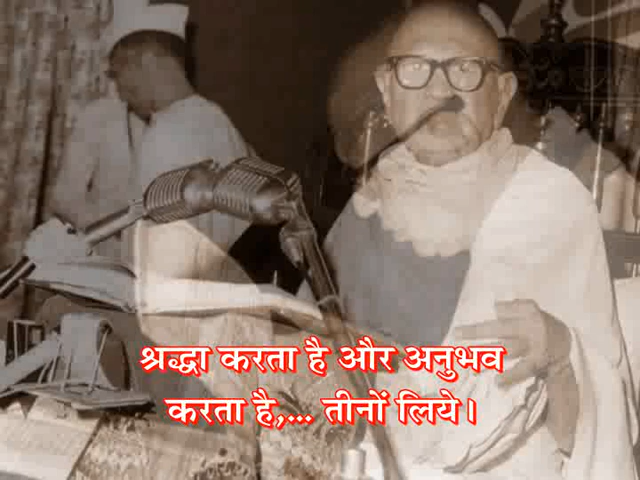 श्रद्धा करता है और अनुभव
करता है,... तीनों लिये।